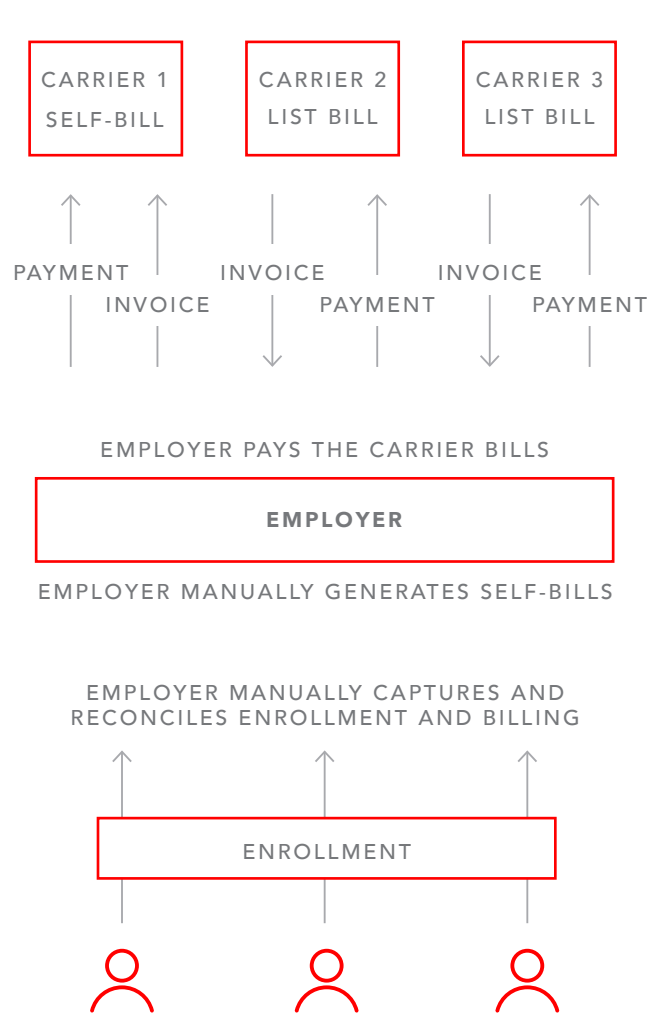 CARRIER 1
SELF-BILL
CARRIER 2
LIST BILL
CARRIER 3
LIST BILL
PAYMENT
INVOICE
INVOICE
PAYMENT
INVOICE
PAYMENT
EMPLOYER PAYS THE CARRIER BILLS
EMPLOYER
EMPLOYER MANUALLY GENERATES SELF-BILLS
EMPLOYER MANUALLY CAPTURES AND
RECONCILES ENROLLMENT AND BILLING
ENROLLMENT